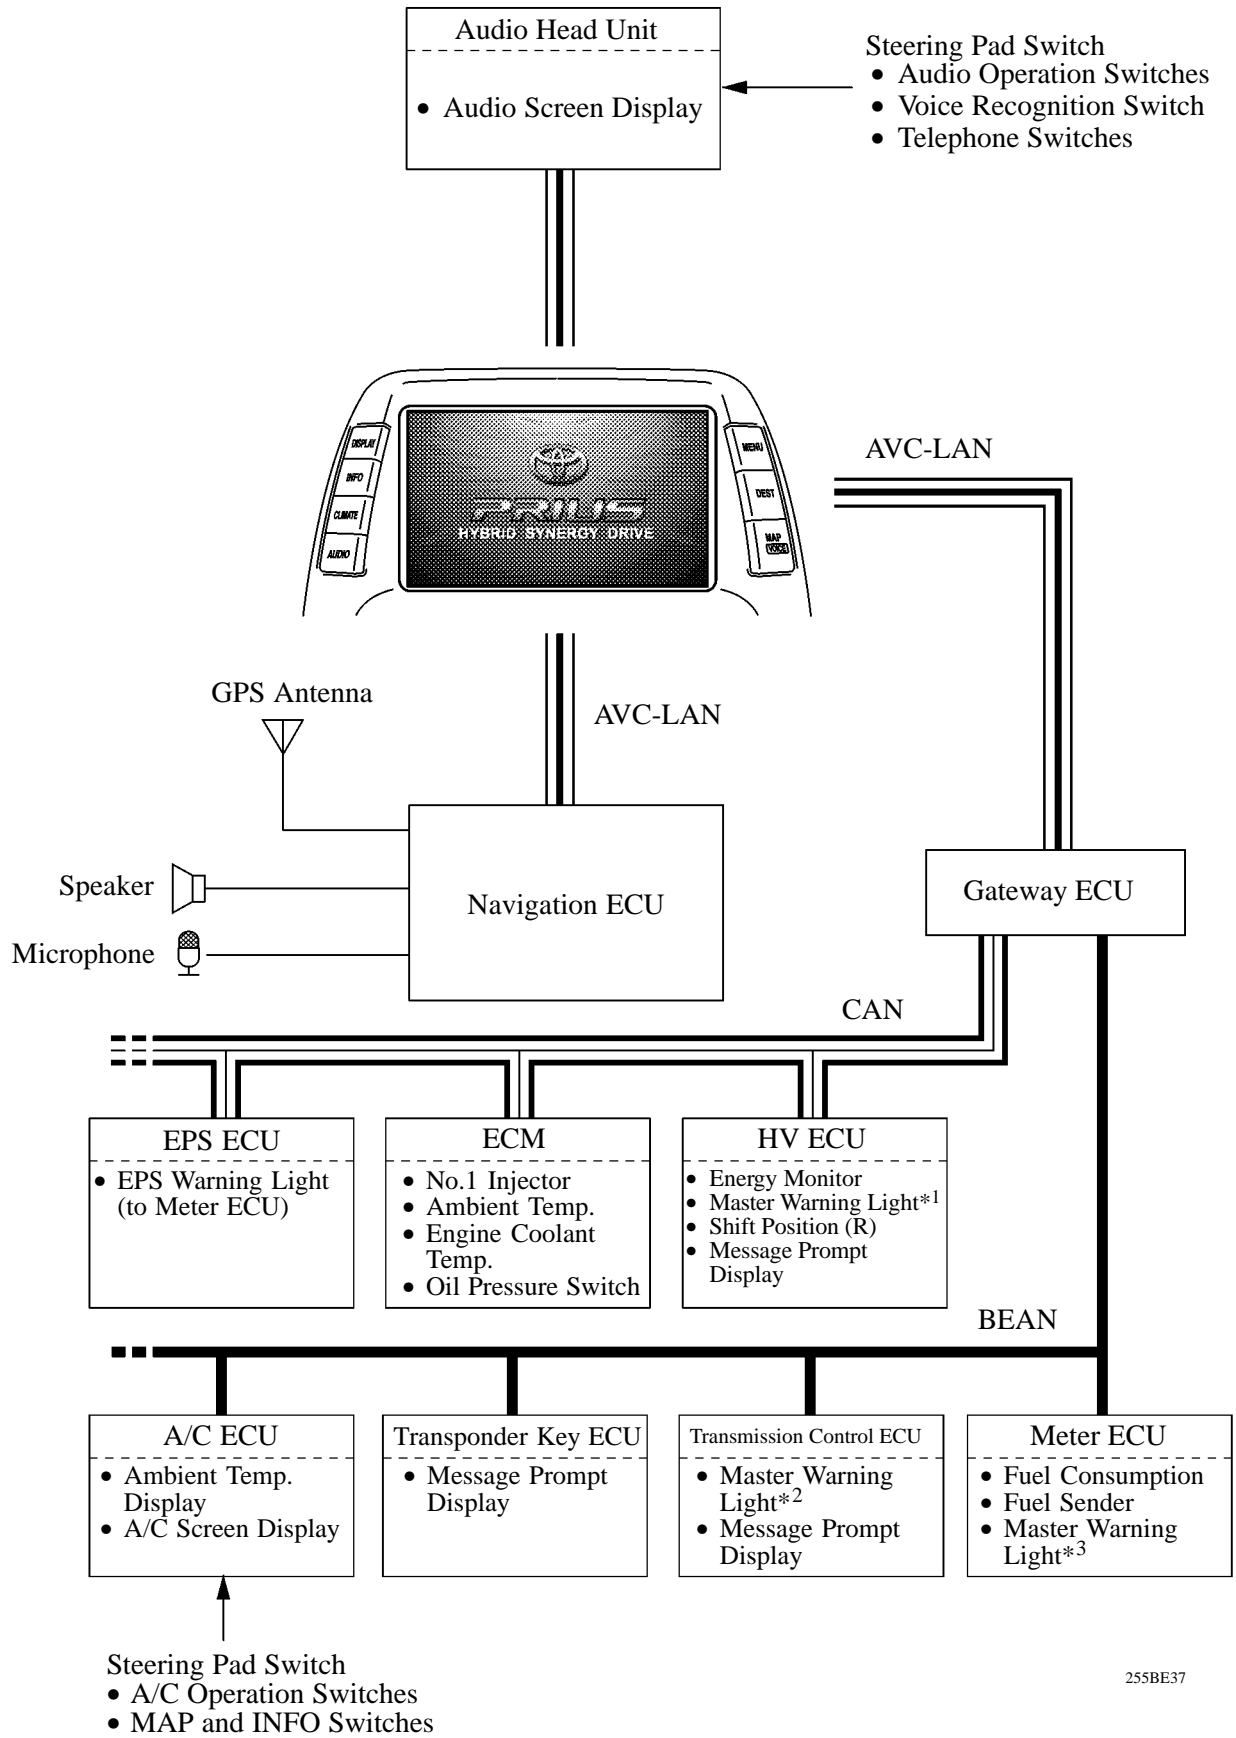 Audio Head Unit
• Audio Screen Display
Steering Pad Switch
• Audio Operation Switches
• Voice Recognition Switch
• Telephone Switches
DISPLAY
INFO
CLIMATE
AUDIO
PRIUS
HYBRID SYNERGY DRIVE
MENU
DEST
MAP
VOICE
AVC-LAN
GPS Antenna
AVC-LAN
Speaker
Microphone
Navigation ECU
Gateway ECU
CAN
EPS ECU
• EPS Warning Light
(to Meter ECU)
ECM
• No.1 Injector
• Ambient Temp.
• Engine Coolant
Temp.
• Oil Pressure Switch
HV ECU
• Energy Monitor
• Master Warning Light*1
• Shift Position (R)
• Message Prompt
Display
BEAN
A/C ECU
• Ambient Temp.
Display
• A/C Screen Display
Transponder Key ECU
• Message Prompt
Display
Transmission Control ECU
• Master Warning
Light*2
• Message Prompt
Display
Meter ECU
• Fuel Consumption
• Fuel Sender
• Master Warning
Light*3
Steering Pad Switch
• A/C Operation Switches
• MAP and INFO Switches
255BE37